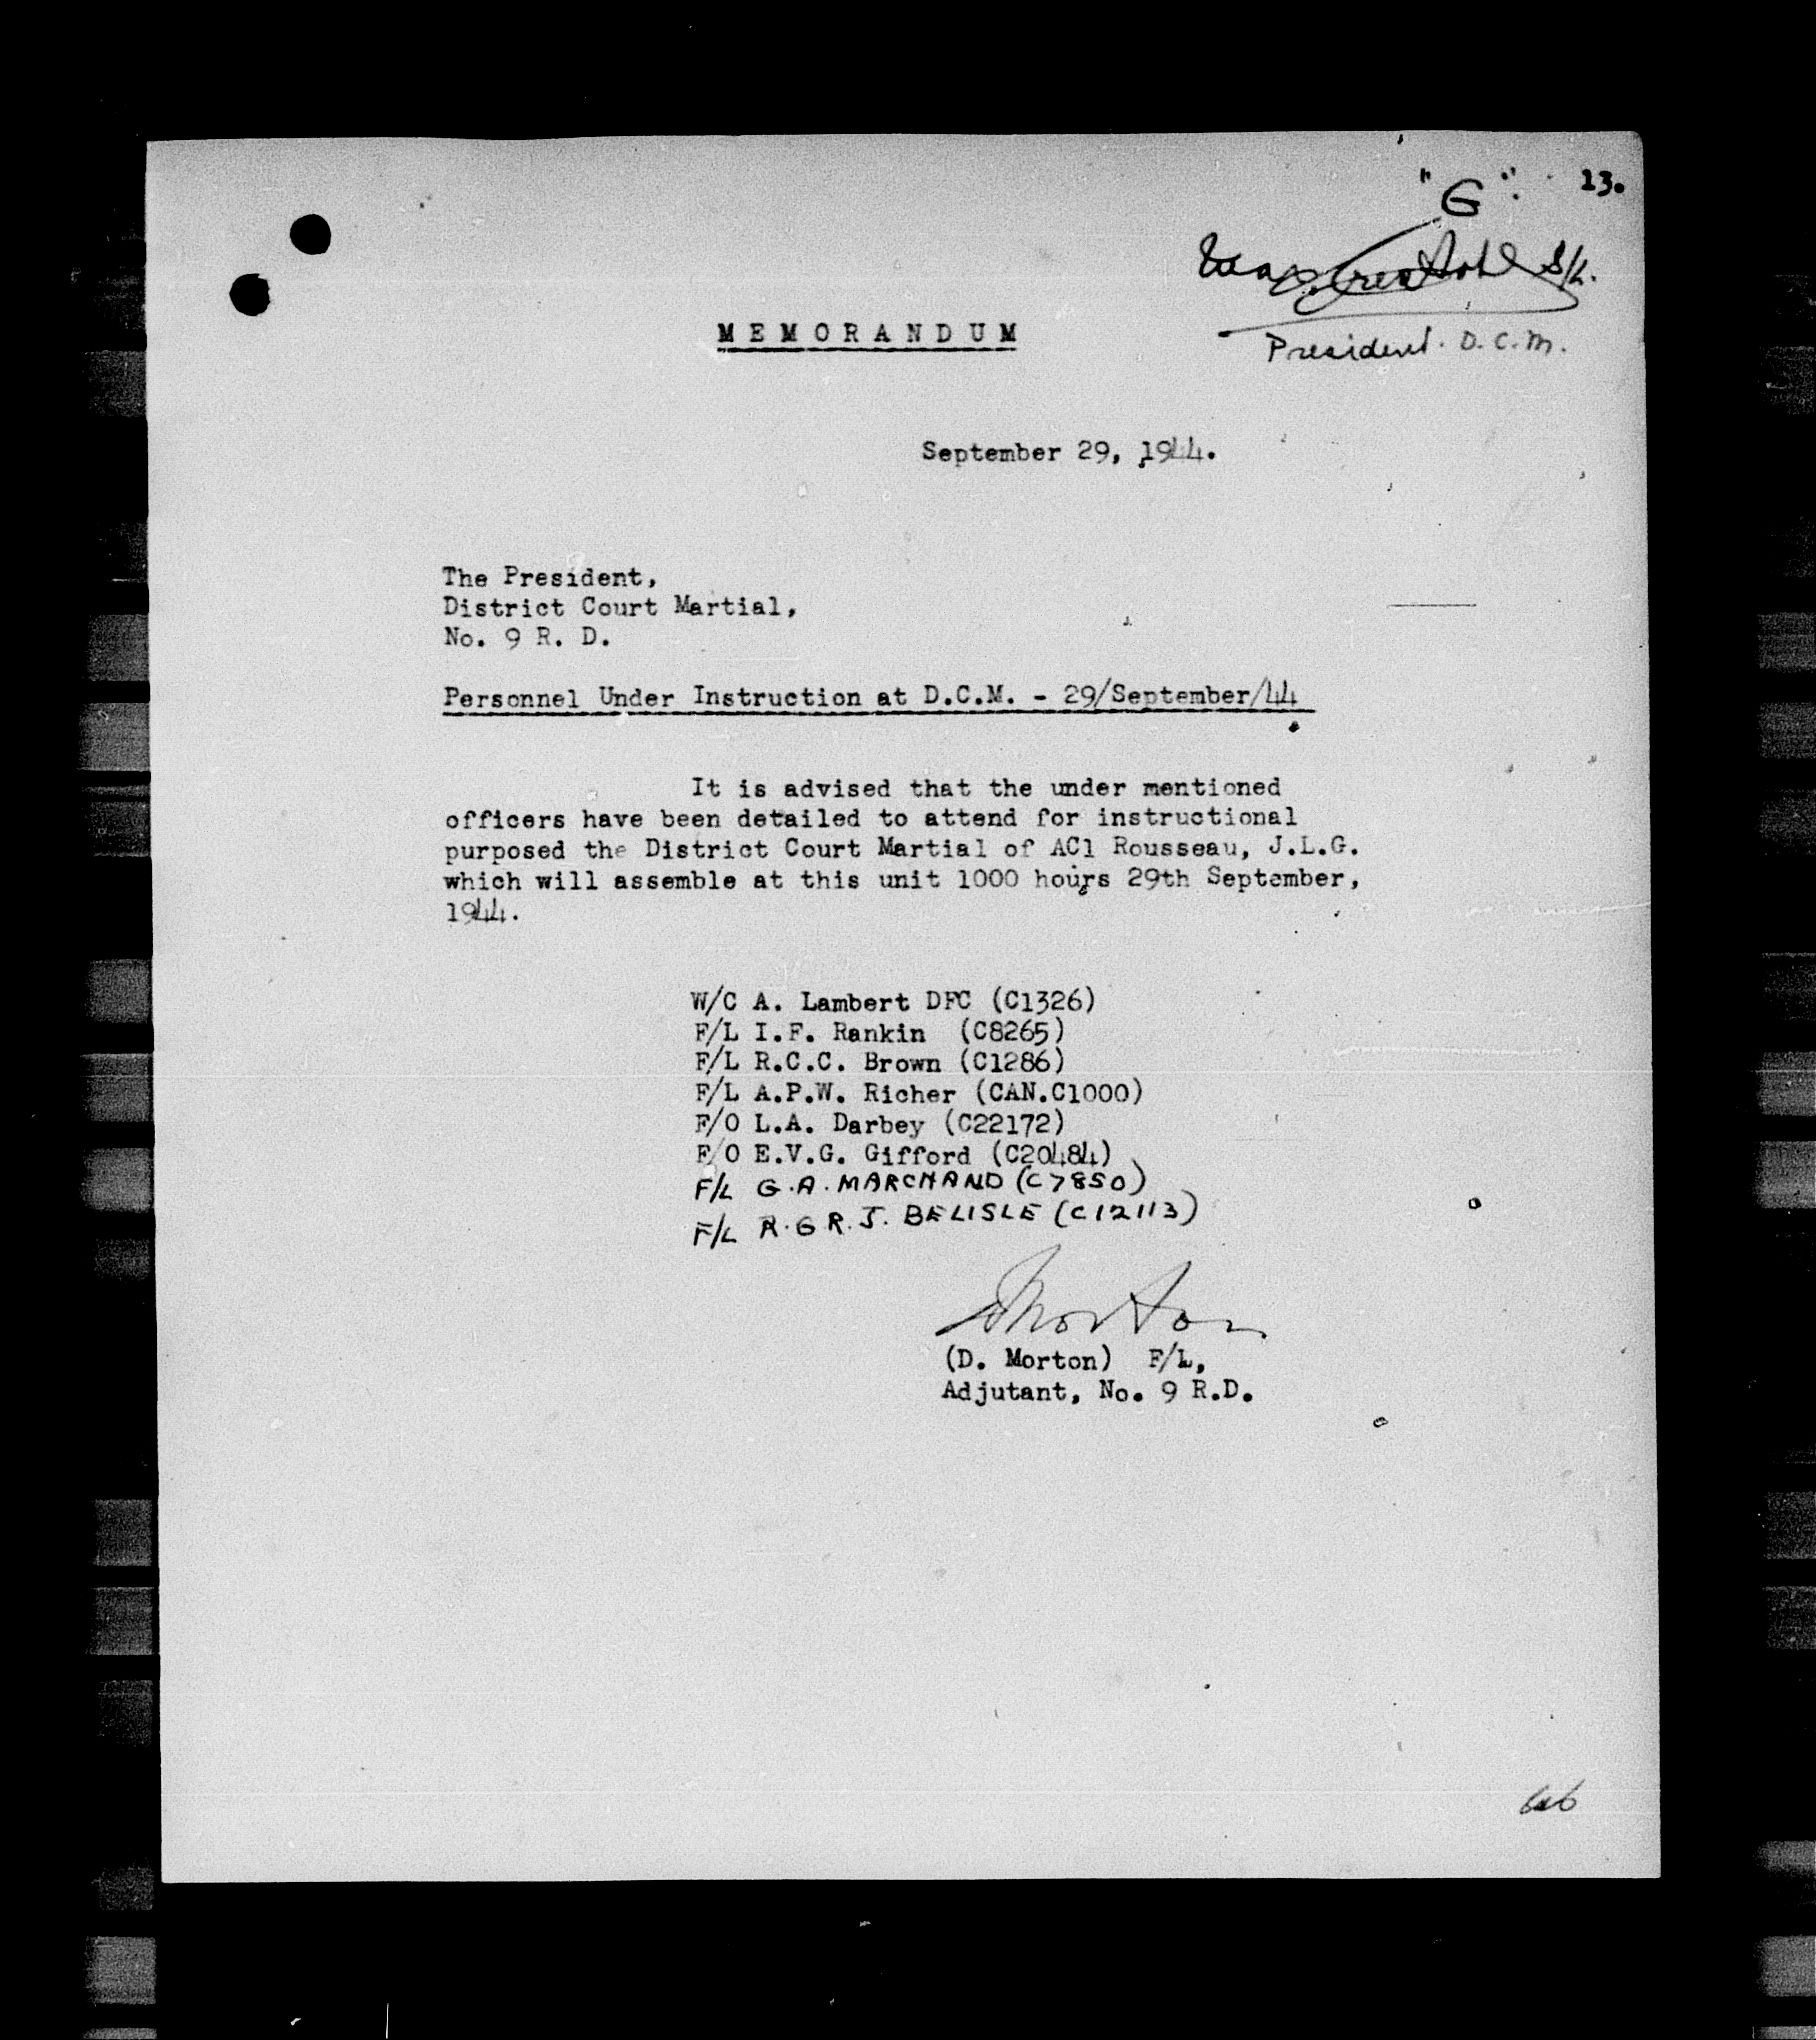 "G". 13.
S/L.
President. D.C.M.
MEMORANDUM
September 29, 1944.
The President,
District Court Martial,
No. 9 R. D.
Personnel Under Instruction at D.C.M. - 29/September/44
It is advised that the under mentioned
officers have been detailed to attend for instructional
purposed the District Court Martial of AC1 Rousseau, J.L.G.
which will assemble at this unit 1000 hours 29th September,
1944.
W/C A. Lambert DFC (C1326)
F/L I.F. Rankin (C8265)
F/L R.C.C. Brown (C1286)
F/L A.P.W. Richer (CAN.C1000)
F/O L.A. Darbey (C22172)
F/O E.V.G. Gifford (C20484)
F/L G.A. MARCHAND (C7850)
F/L R.G R.J. BELISLE (C12113)
DMorton
(D. Morton) F/L,
Adjutant, No. 9 R.D.